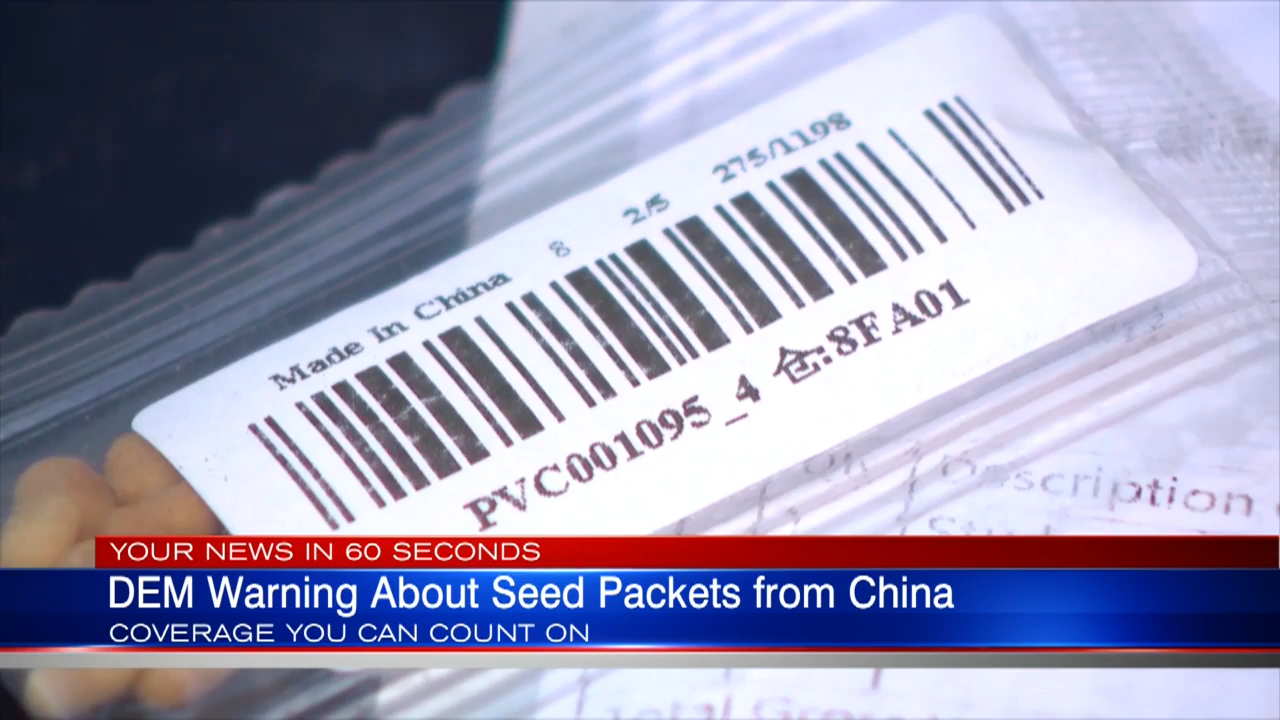 Made In China 8 2/5 275/1198
PVC001095_4 仓:8FA01
Description
YOUR NEWS IN 60 SECONDS
DEM Warning About Seed Packets from China
COVERAGE YOU CAN COUNT ON